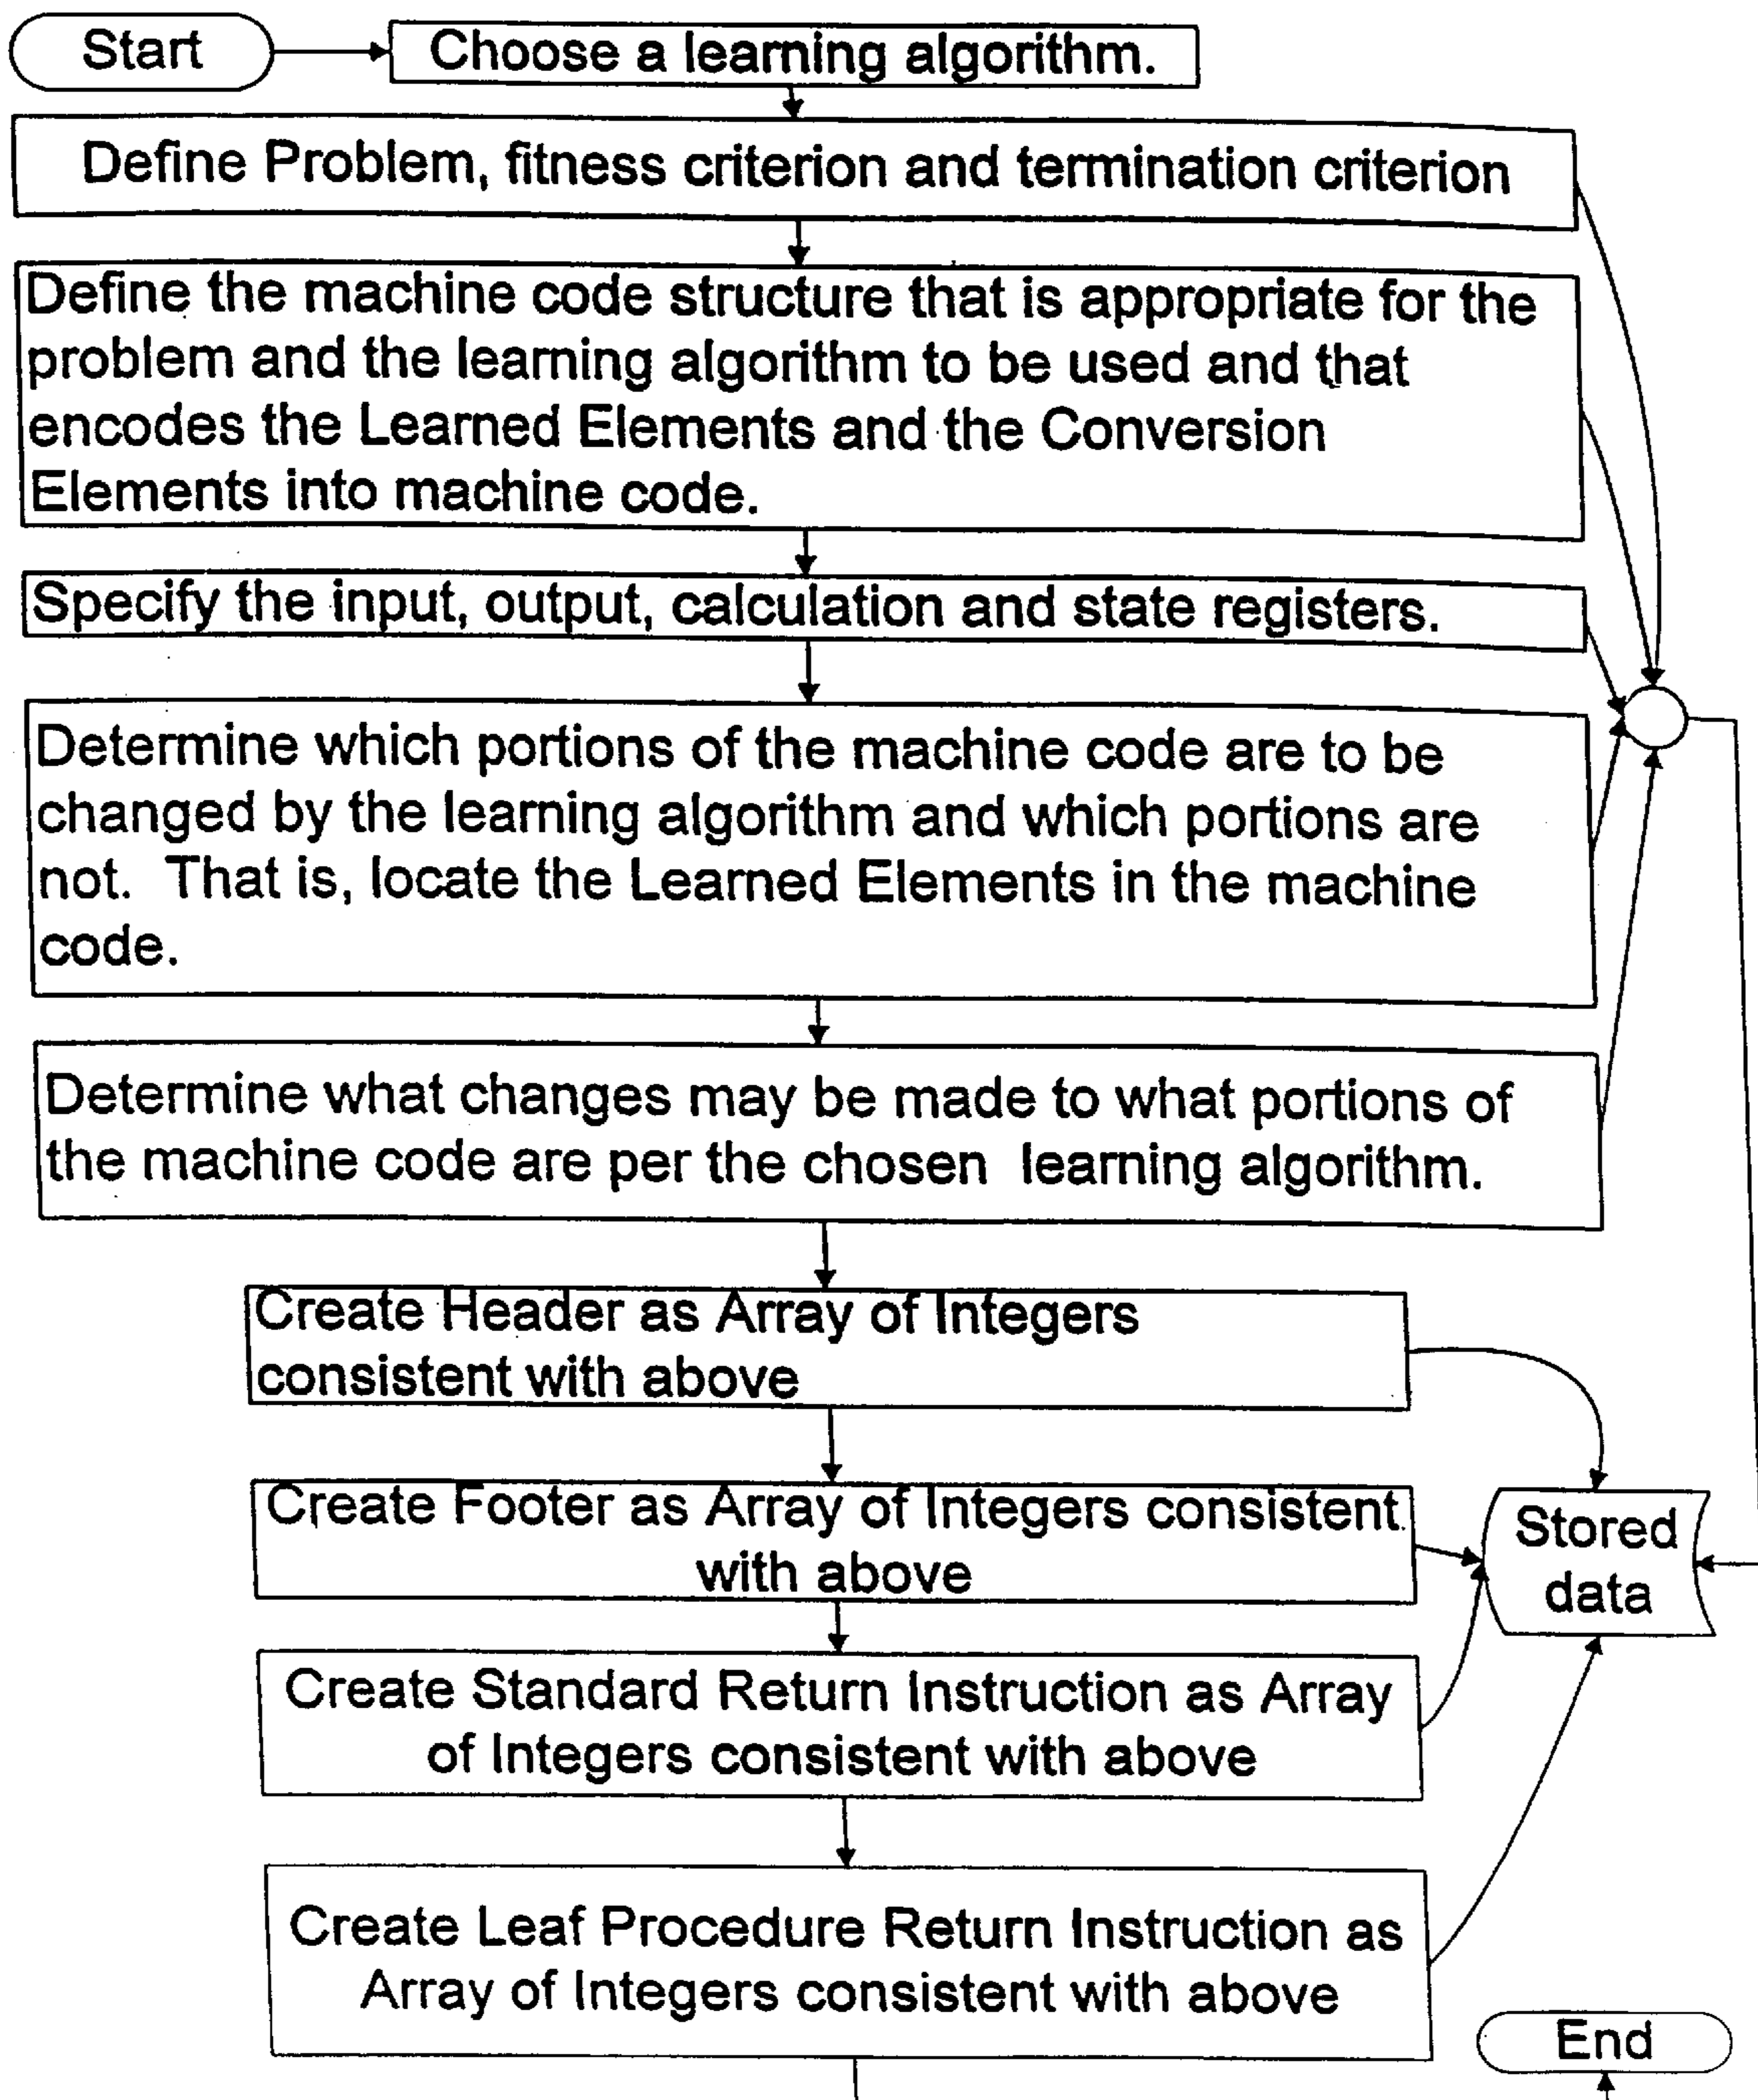 Start
Choose a learning algorithm.
Define Problem, fitness criterion and termination criterion
Define the machine code structure that is appropriate for the
problem and the learning algorithm to be used and that
encodes the Learned Elements and the Conversion
Elements into machine code.
Specify the input, output, calculation and state registers.
Determine which portions of the machine code are to be
changed by the learning algorithm and which portions are
not. That is, locate the Learned Elements in the machine
code.
Determine what changes may be made to what portions of
the machine code are per the chosen learning algorithm.
Create Header as Array of Integers
consistent with above
Create Footer as Array of Integers consistent
with above
Stored
data
Create Standard Return Instruction as Array
of Integers consistent with above
Create Leaf Procedure Return Instruction as
Array of Integers consistent with above
End